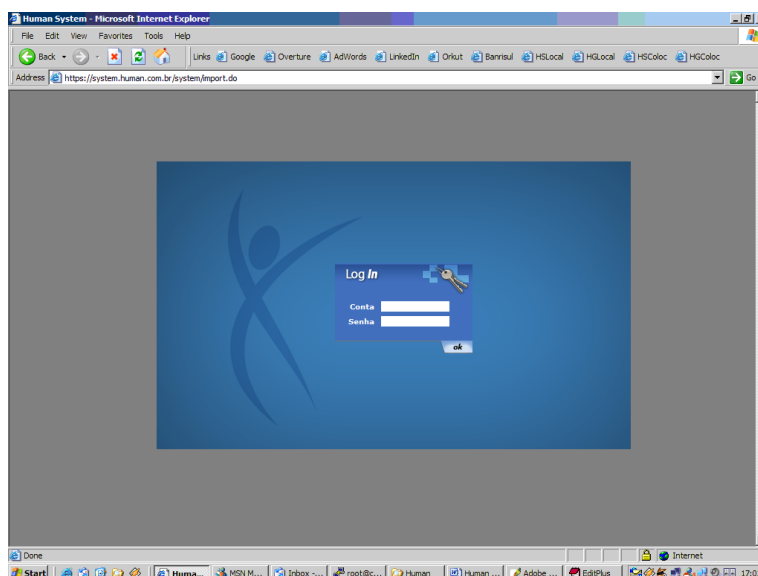 Human System - Microsoft Internet Explorer
File Edit View Favorites Tools Help
Back Links Google Overture AdWords LinkedIn Orkut Banrisul HSLocal HGLocal HSColoc HGColoc
Address https://system.human.com.br/system/import.do Go
Log In
Conta
Senha
ok
Done Internet
Start Huma... MSN M... Inbox -... root@c... Human Human ... Adobe ... EditPlus